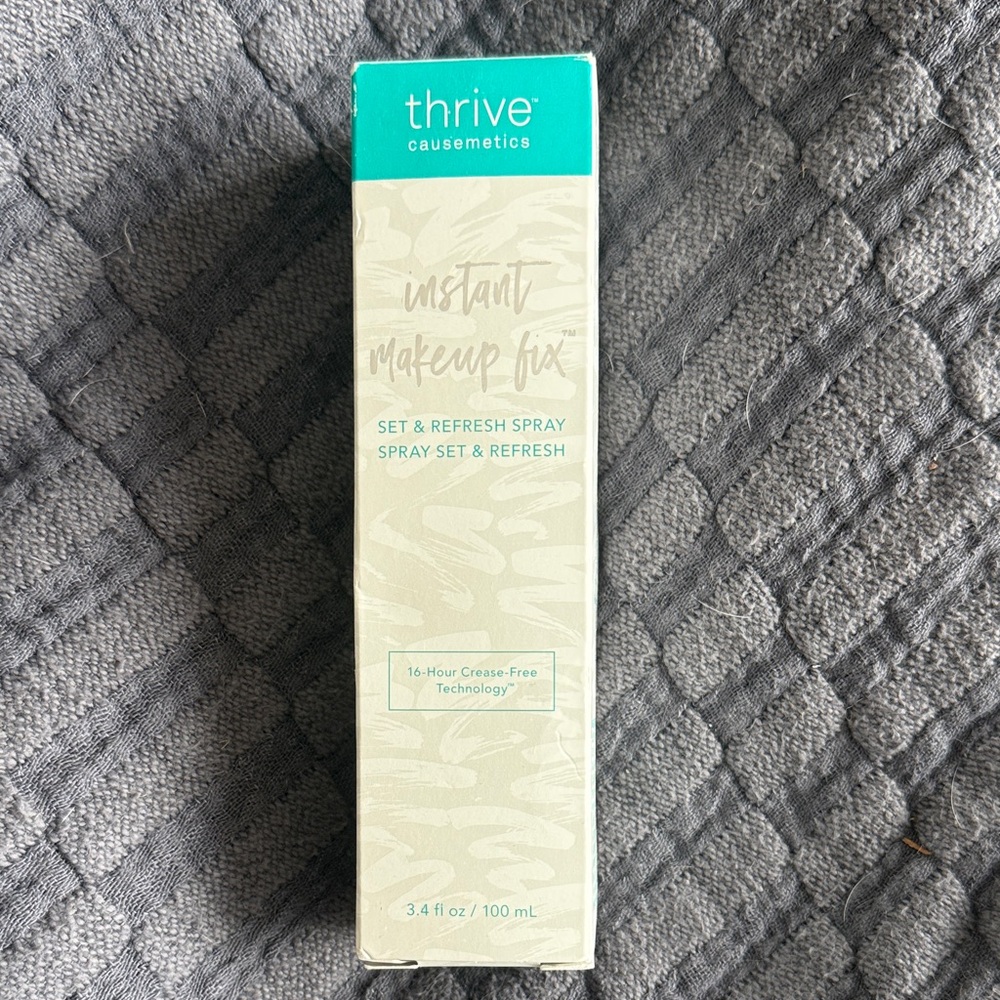 thrive™
causemetics
instant
makeup fix™
SET & REFRESH SPRAY
SPRAY SET & REFRESH
16-Hour Crease-Free
Technology™
3.4 fl oz / 100 mL